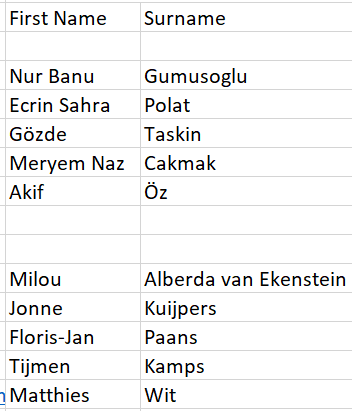 First Name Surname
Nur Banu Gumusoglu
Ecrin Sahra Polat
Gözde Taskin
Meryem Naz Cakmak
Akif Öz
Milou Alberda van Ekenstein
Jonne Kuijpers
Floris-Jan Paans
Tijmen Kamps
Matthies Wit